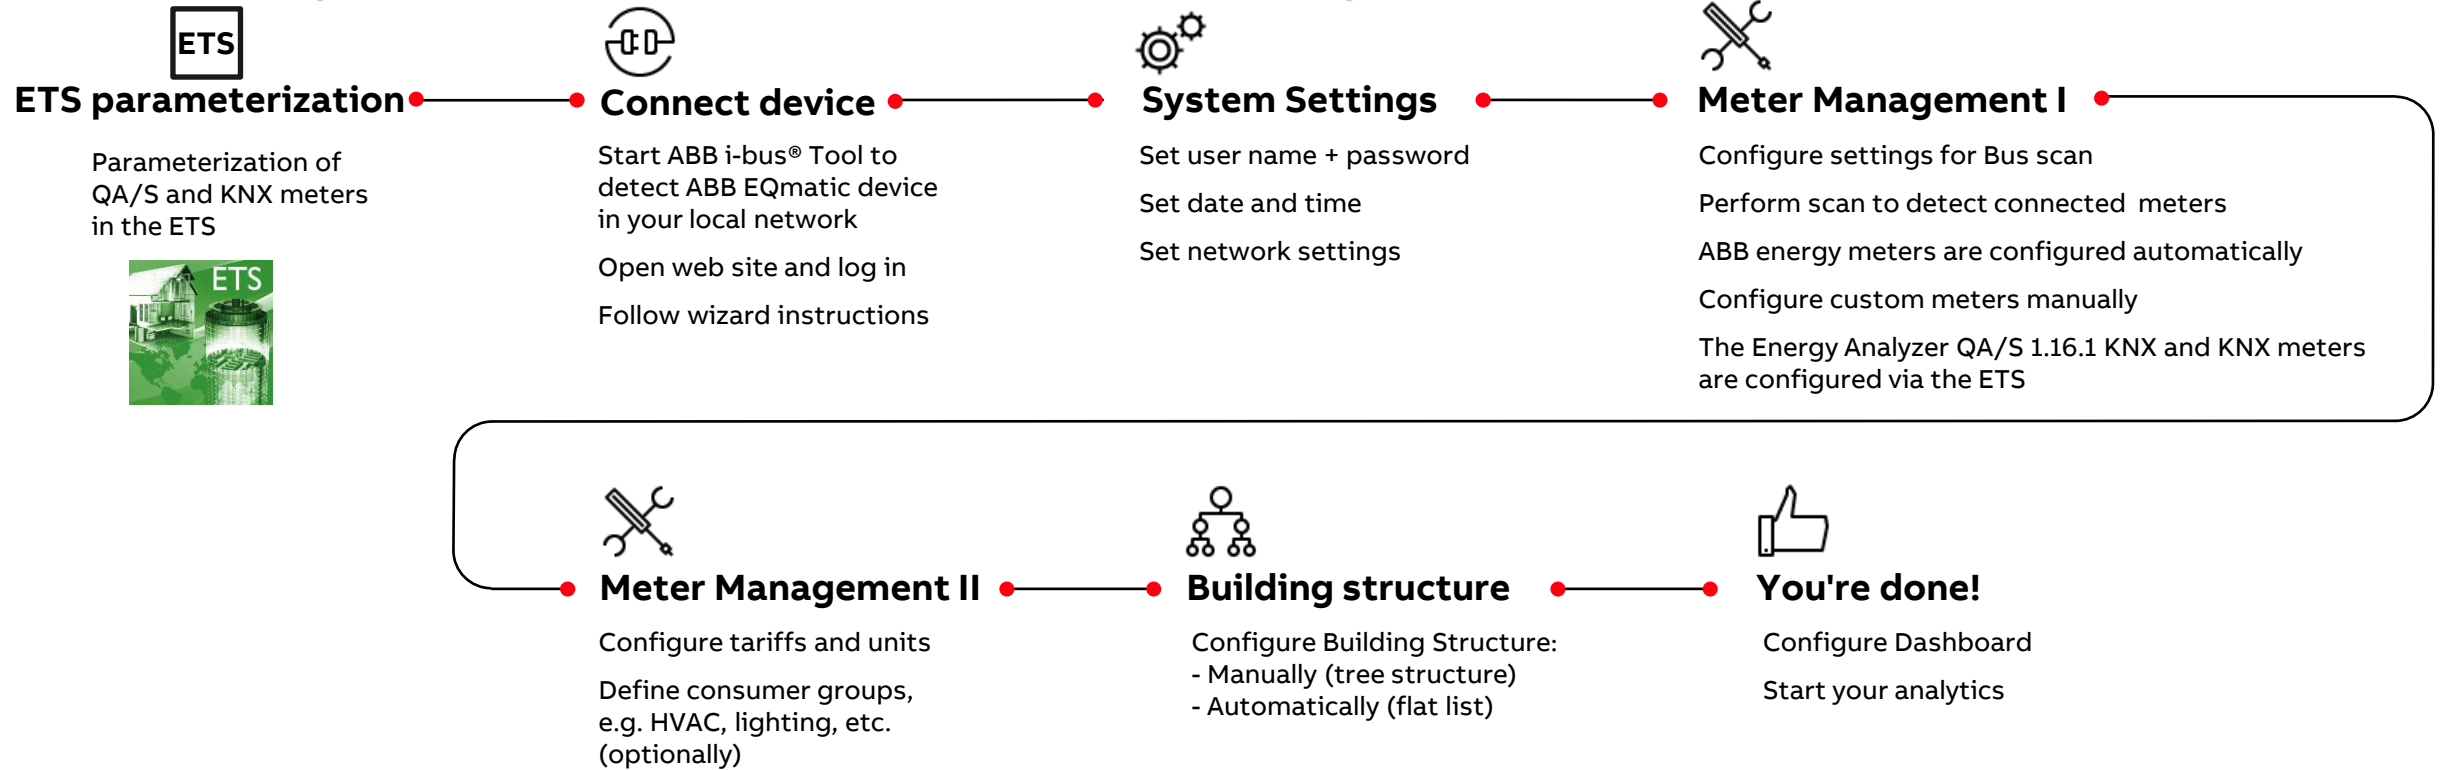 ETS
ETS parameterization
Parameterization of
QA/S and KNX meters
in the ETS
ETS
Connect device
Start ABB i-bus® Tool to
detect ABB EQmatic device
in your local network
Open web site and log in
Follow wizard instructions
System Settings
Set user name + password
Set date and time
Set network settings
Meter Management I
Configure settings for Bus scan
Perform scan to detect connected  meters
ABB energy meters are configured automatically
Configure custom meters manually
The Energy Analyzer QA/S 1.16.1 KNX and KNX meters
are configured via the ETS
Meter Management II
Configure tariffs and units
Define consumer groups,
e.g. HVAC, lighting, etc.
(optionally)
Building structure
Configure Building Structure:
- Manually (tree structure)
- Automatically (flat list)
You're done!
Configure Dashboard
Start your analytics